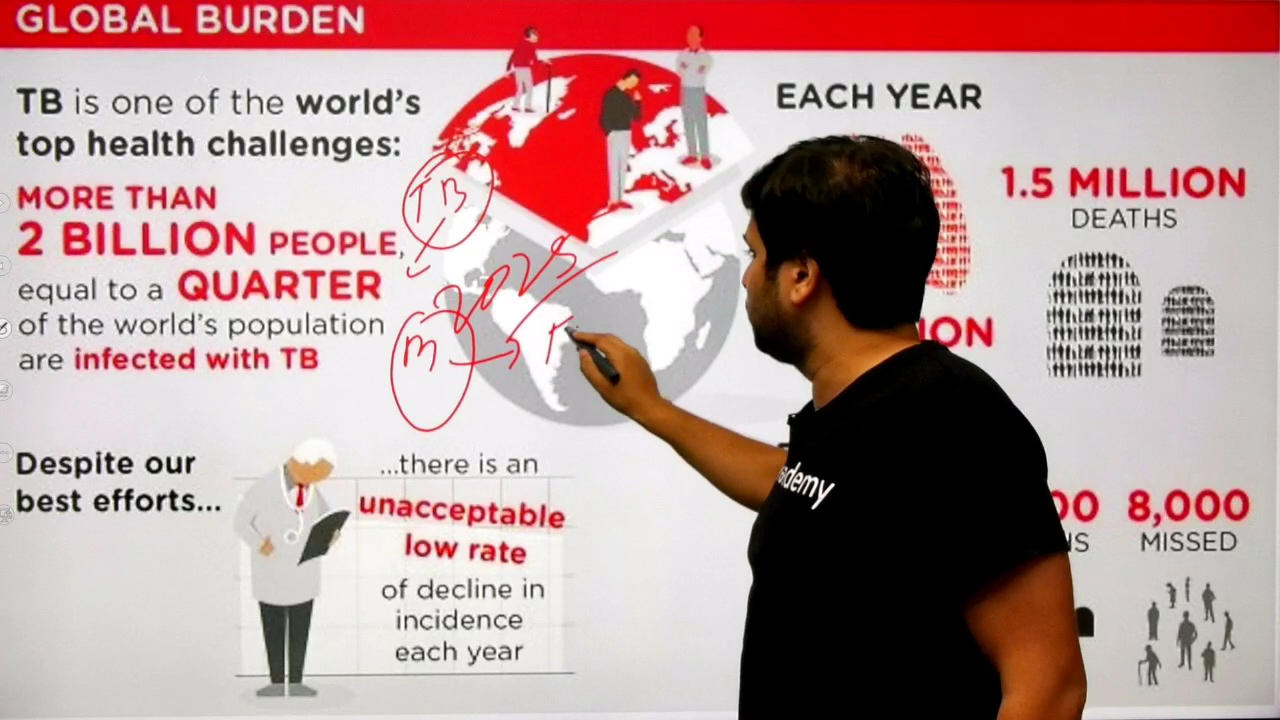 GLOBAL BURDEN
TB is one of the world's
top health challenges:
MORE THAN
2 BILLION PEOPLE,
equal to a QUARTER
of the world's population
are infected with TB
Despite our
best efforts...
...there is an
unacceptable
low rate
of decline in
incidence
each year
TB
2025
m
EACH YEAR
1.5 MILLION
DEATHS
8,000
MISSED
ademy